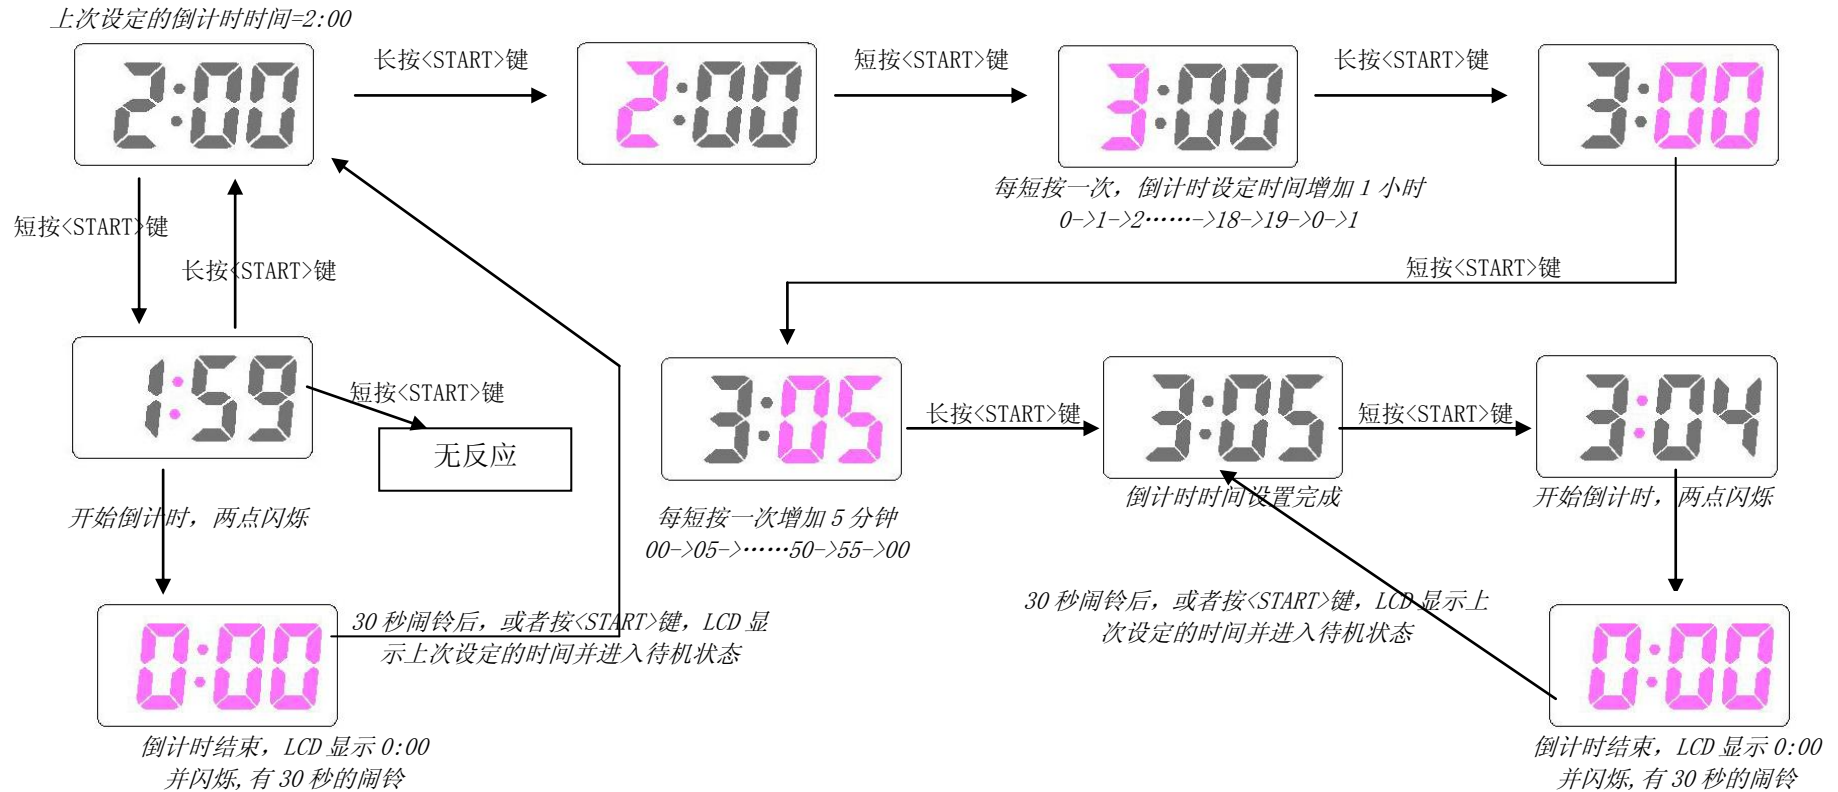 上次设定的倒计时时间=2:00
2:00
长按<START>键
2:00
短按<START>键
3:00
长按<START>键
3:00
每短按一次，倒计时设定时间增加 1 小时
0->1->2……->18->19->0->1
短按<START>键
长按<START>键
短按<START>键
1:59
短按<START>键
无反应
开始倒计时，两点闪烁
3:05
每短按一次增加 5 分钟
00->05->……50->55->00
长按<START>键
3:05
倒计时时间设置完成
短按<START>键
3:04
开始倒计时，两点闪烁
0:00
30 秒闹铃后，或者按<START>键，LCD 显
示上次设定的时间并进入待机状态
倒计时结束，LCD 显示 0:00
并闪烁,有 30 秒的闹铃
30 秒闹铃后，或者按<START>键，LCD 显示上
次设定的时间并进入待机状态
0:00
倒计时结束，LCD 显示 0:00
并闪烁,有 30 秒的闹铃